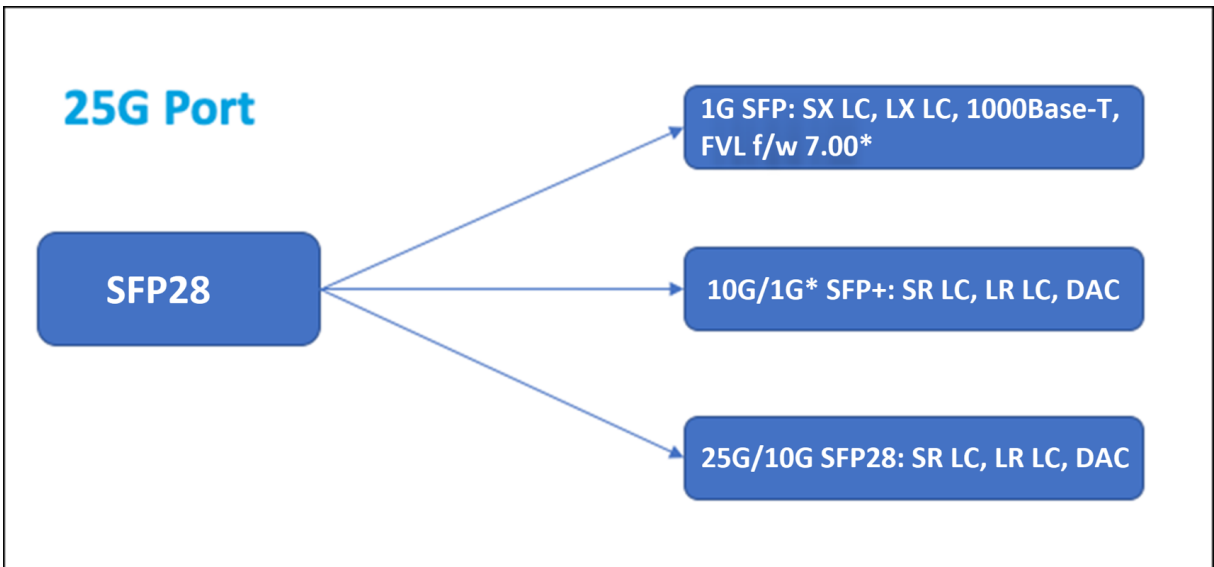 25G Port
SFP28
1G SFP: SX LC, LX LC, 1000Base-T,
FVL f/w 7.00*
10G/1G* SFP+: SR LC, LR LC, DAC
25G/10G SFP28: SR LC, LR LC, DAC